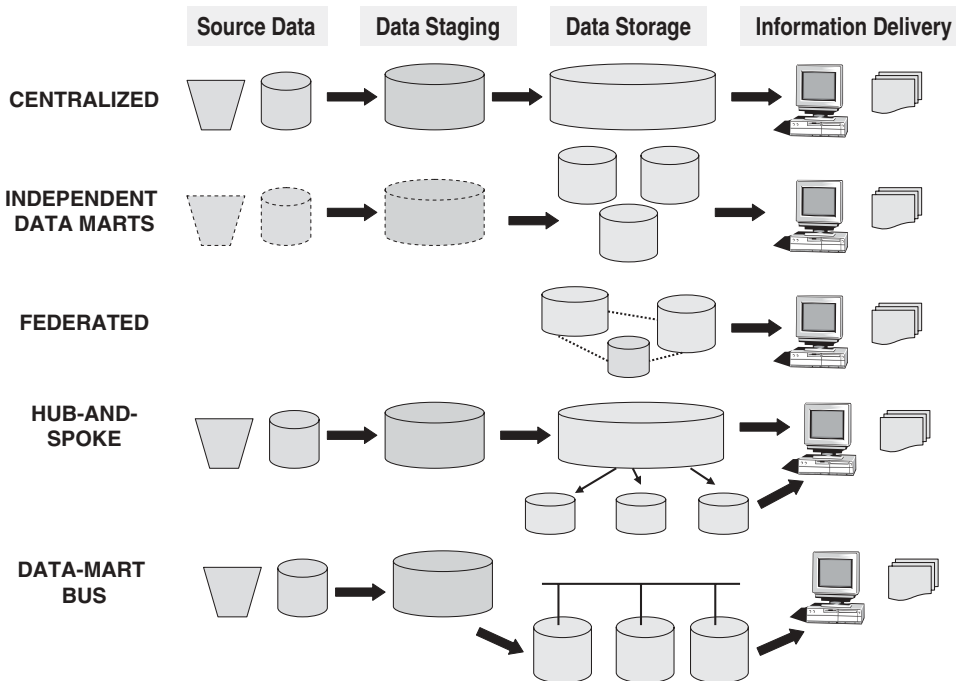 Source Data
Data Staging
Data Storage
Information Delivery
CENTRALIZED
INDEPENDENT
DATA MARTS
FEDERATED
HUB-AND-
SPOKE
DATA-MART
BUS